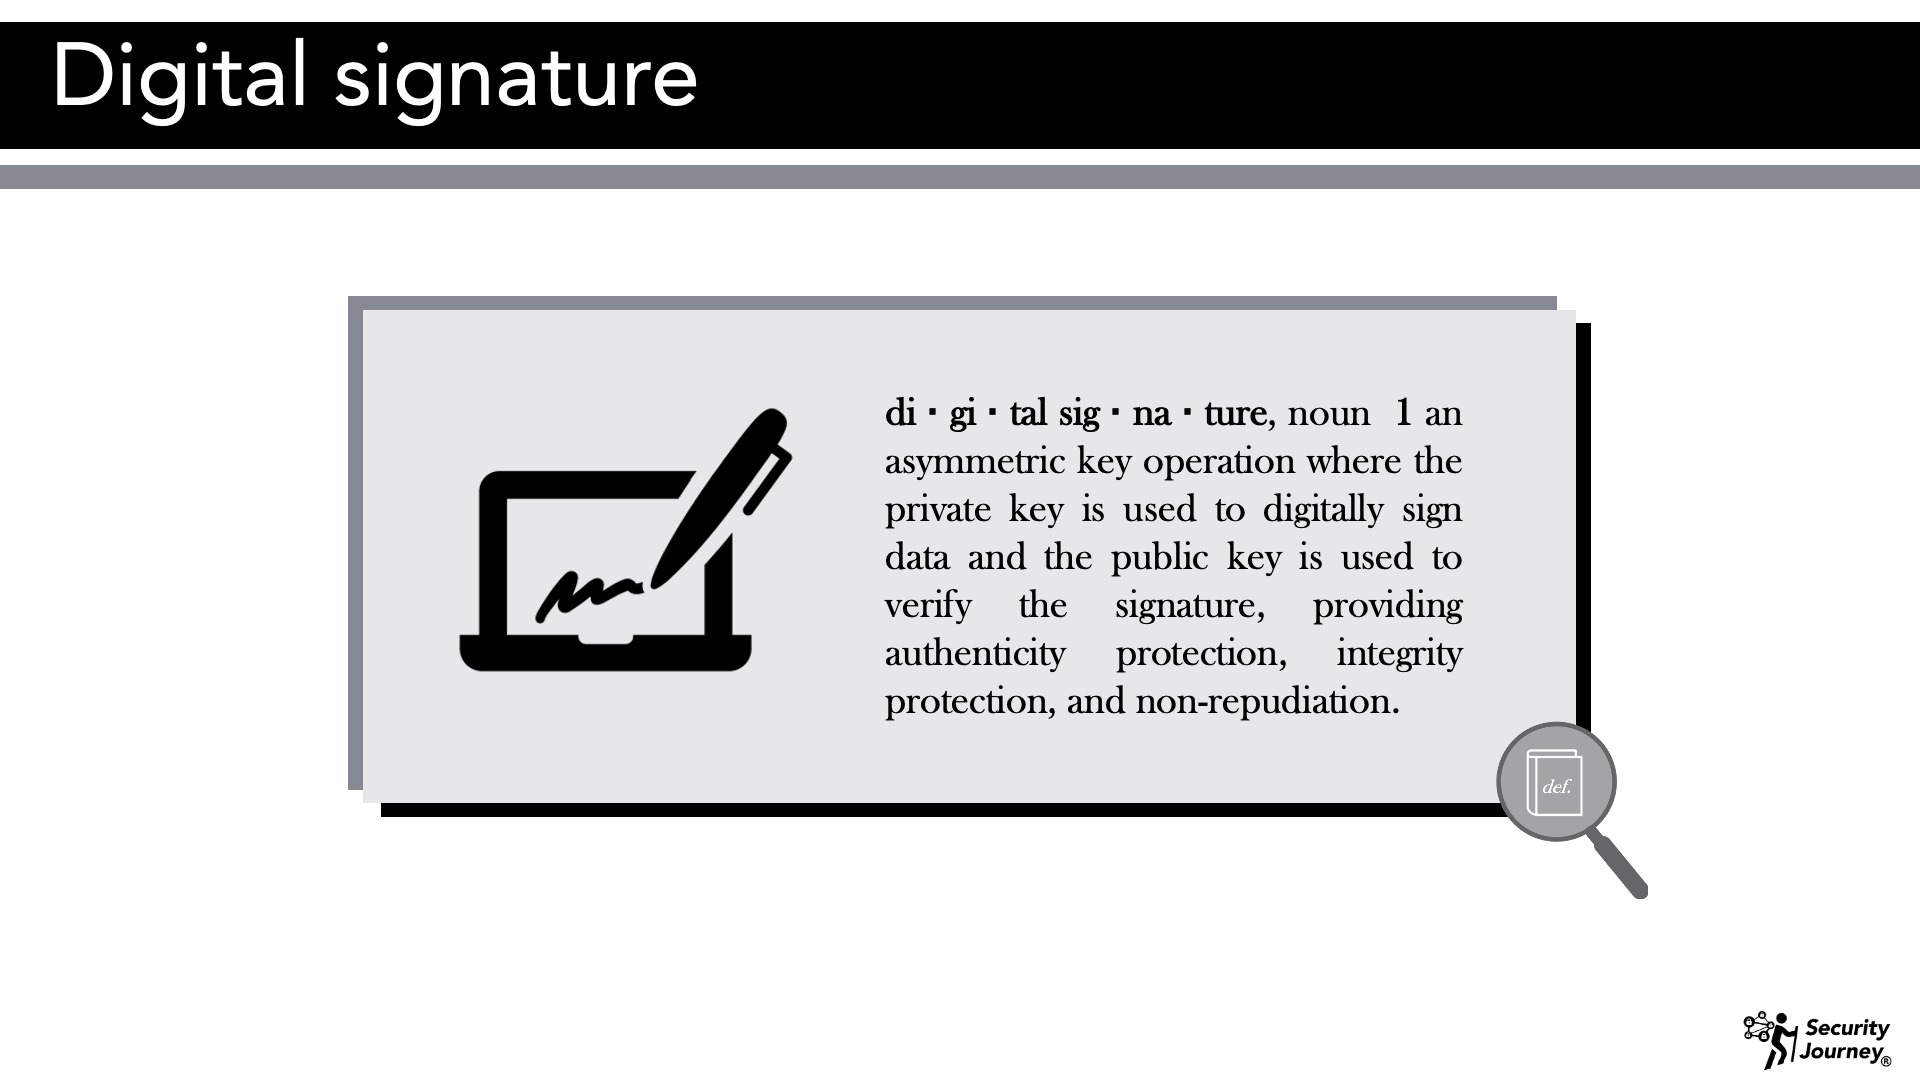 Digital signature
di · gi · tal sig · na · ture, noun 1 an
asymmetric key operation where the
private key is used to digitally sign
data and the public key is used to
verify the signature, providing
authenticity protection, integrity
protection, and non-repudiation.
def.
Security
Journey®